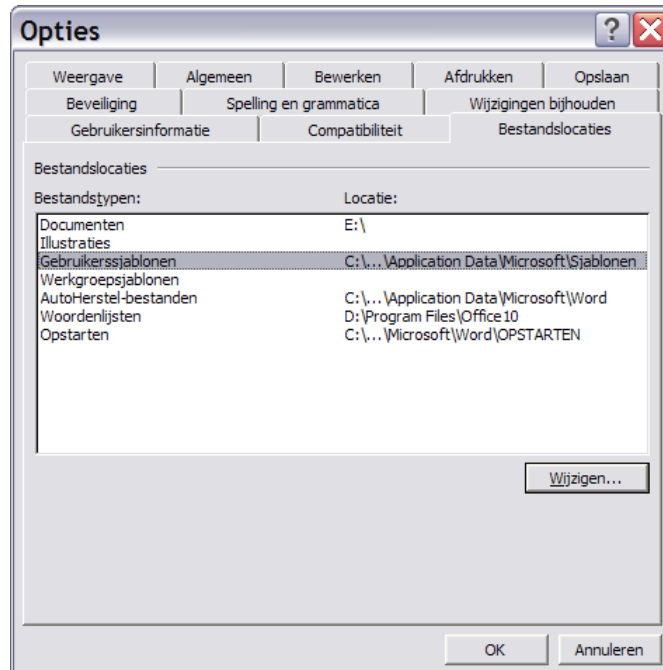 Opties
Weergave Algemeen Bewerken Afdrukken Opslaan
Beveiliging Spelling en grammatica Wijzigingen bijhouden
Gebruikersinformatie Compatibiliteit Bestandslocaties
Bestandslocaties
Bestandstypen: Locatie:
Documenten E:\
Illustraties
Gebruikerssjablonen C:\...\Application Data\Microsoft\Sjablonen
Werkgroepsjablonen
AutoHerstel-bestanden C:\...\Application Data\Microsoft\Word
Woordenlijsten D:\Program Files\Office10
Opstarten C:\...\Microsoft\Word\OPSTARTEN
Wijzigen...
OK Annuleren